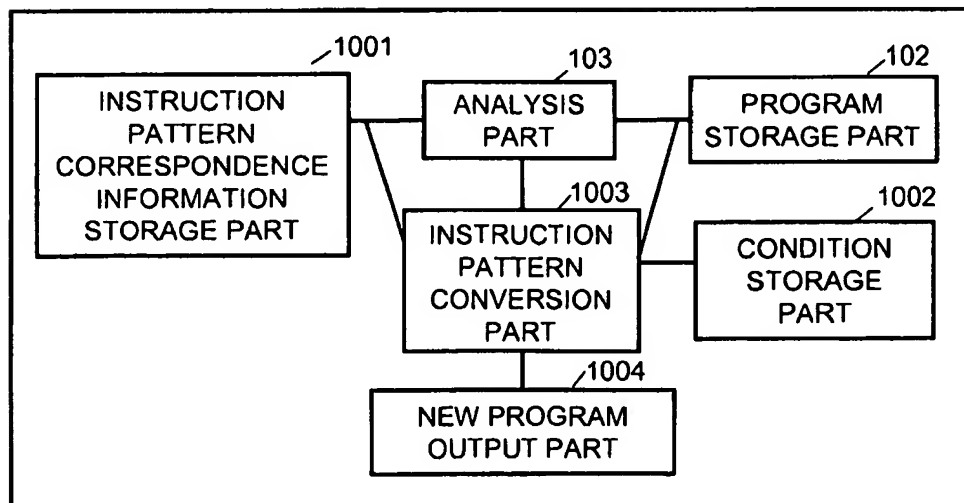 1001
INSTRUCTION
PATTERN
CORRESPONDENCE
INFORMATION
STORAGE PART
103
ANALYSIS
PART
102
PROGRAM
STORAGE PART
1003
INSTRUCTION
PATTERN
CONVERSION
PART
1002
CONDITION
STORAGE
PART
1004
NEW PROGRAM
OUTPUT PART